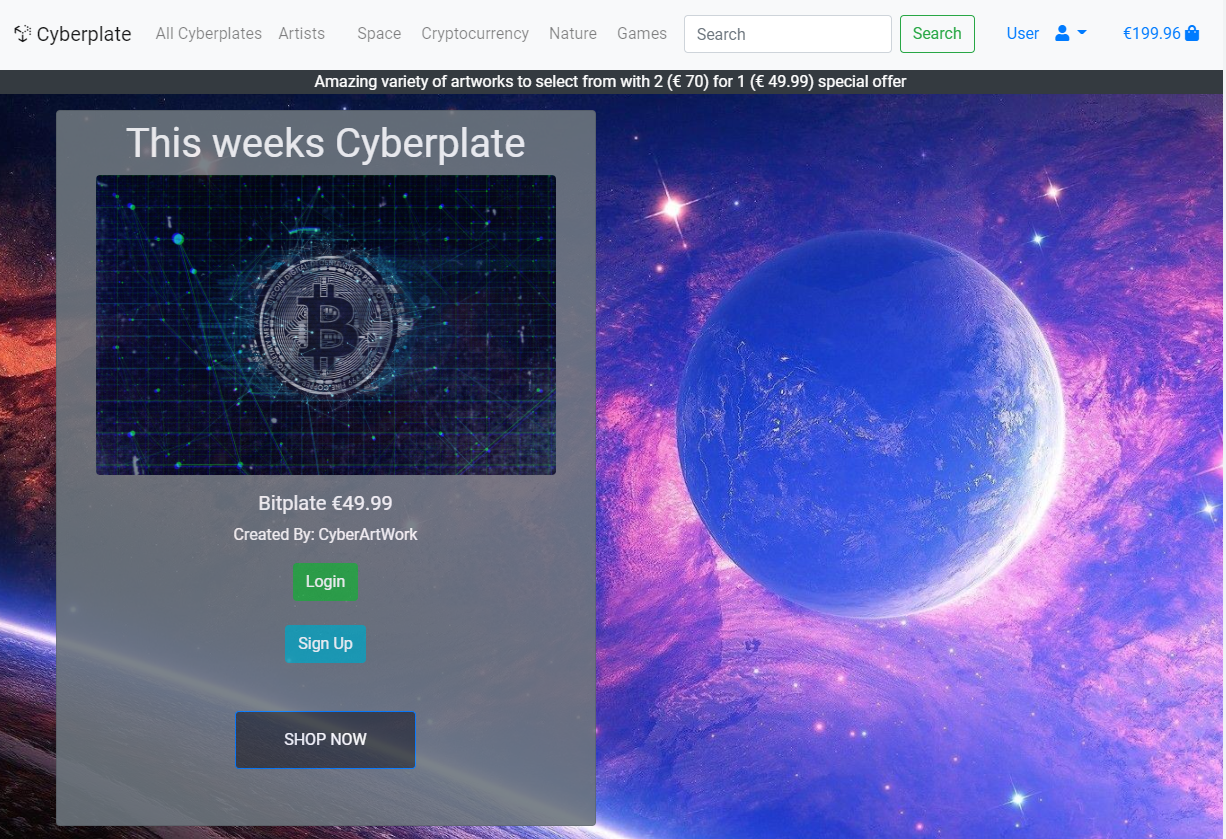 Cyberplate All Cyberplates Artists Space Cryptocurrency Nature Games Search Search User €199.96
Amazing variety of artworks to select from with 2 (€ 70) for 1 (€ 49.99) special offer
This weeks Cyberplate
B
Bitplate €49.99
Created By: CyberArtWork
Login
Sign Up
SHOP NOW